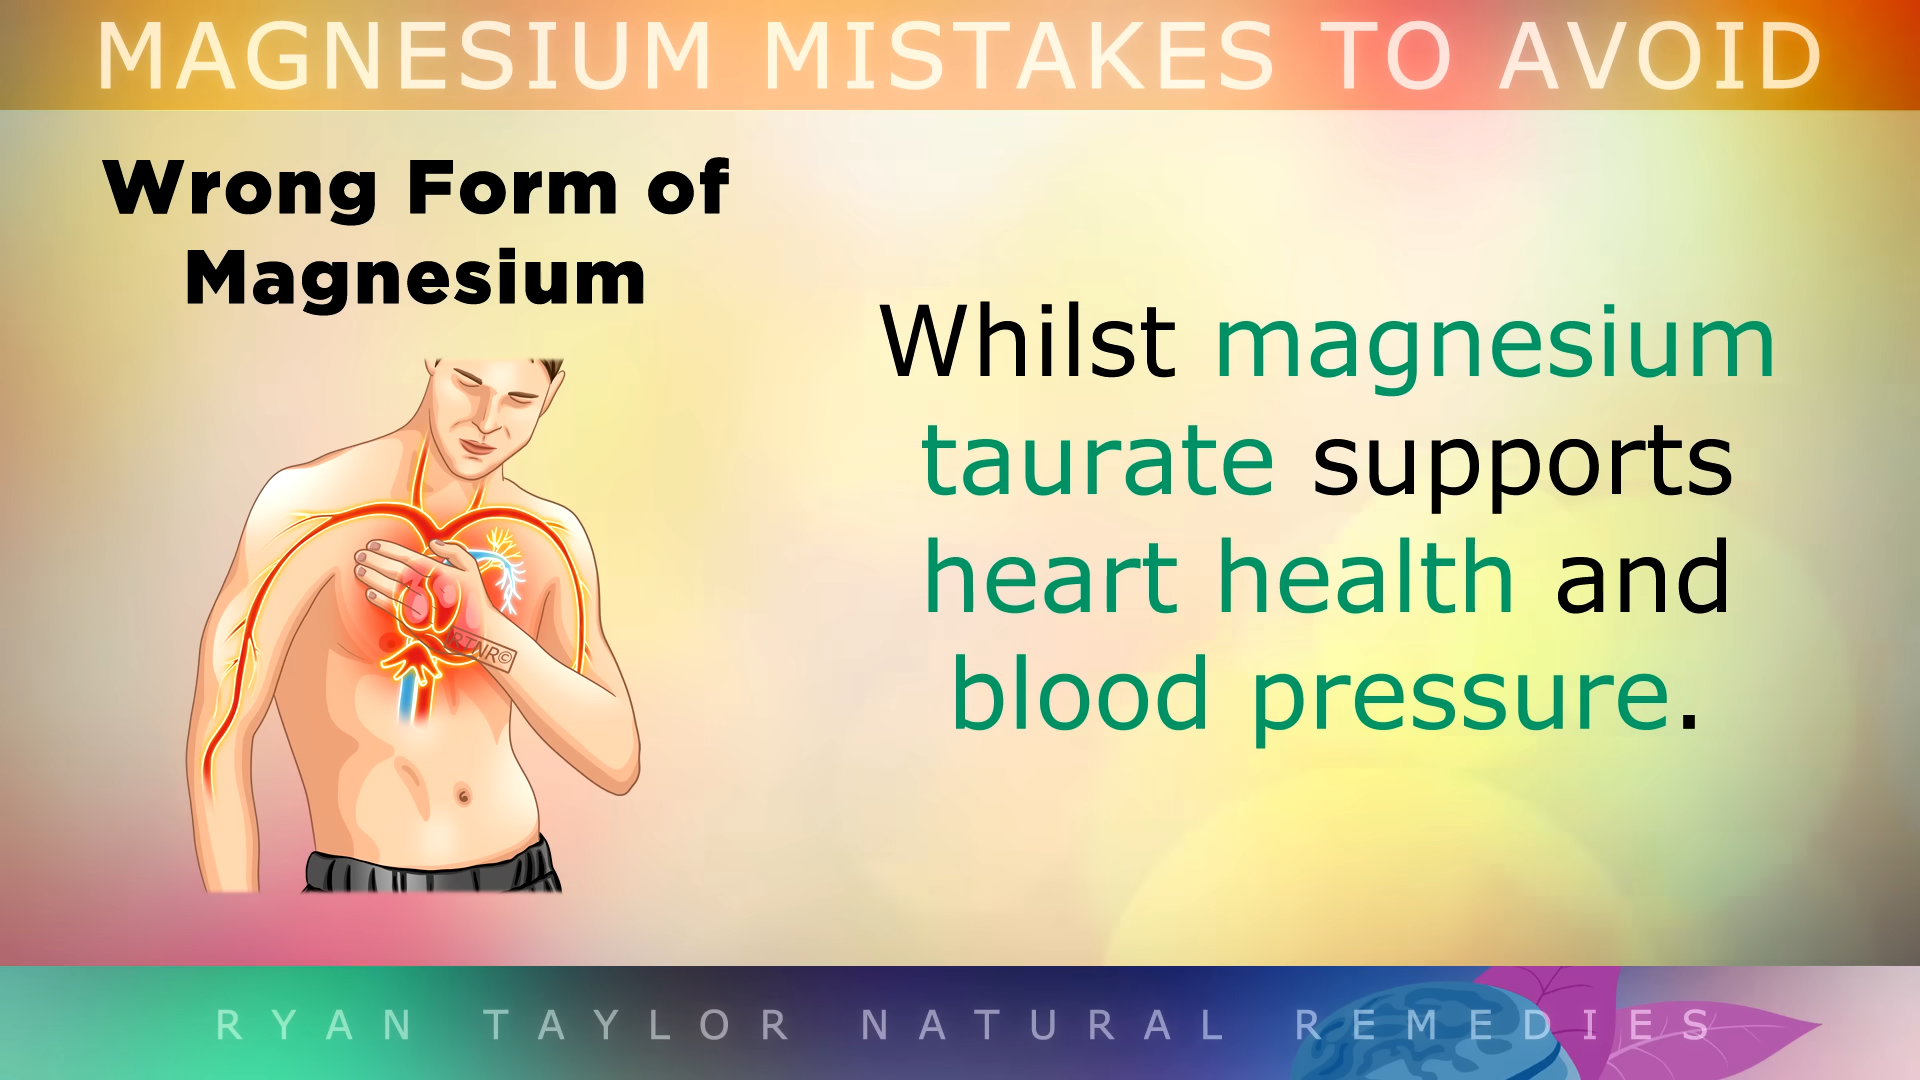 MAGNESIUM MISTAKES TO AVOID
Wrong Form of
Magnesium
Whilst magnesium
taurate supports
heart health and
blood pressure.
RTNR©
RYAN TAYLOR NATURAL REMEDIES